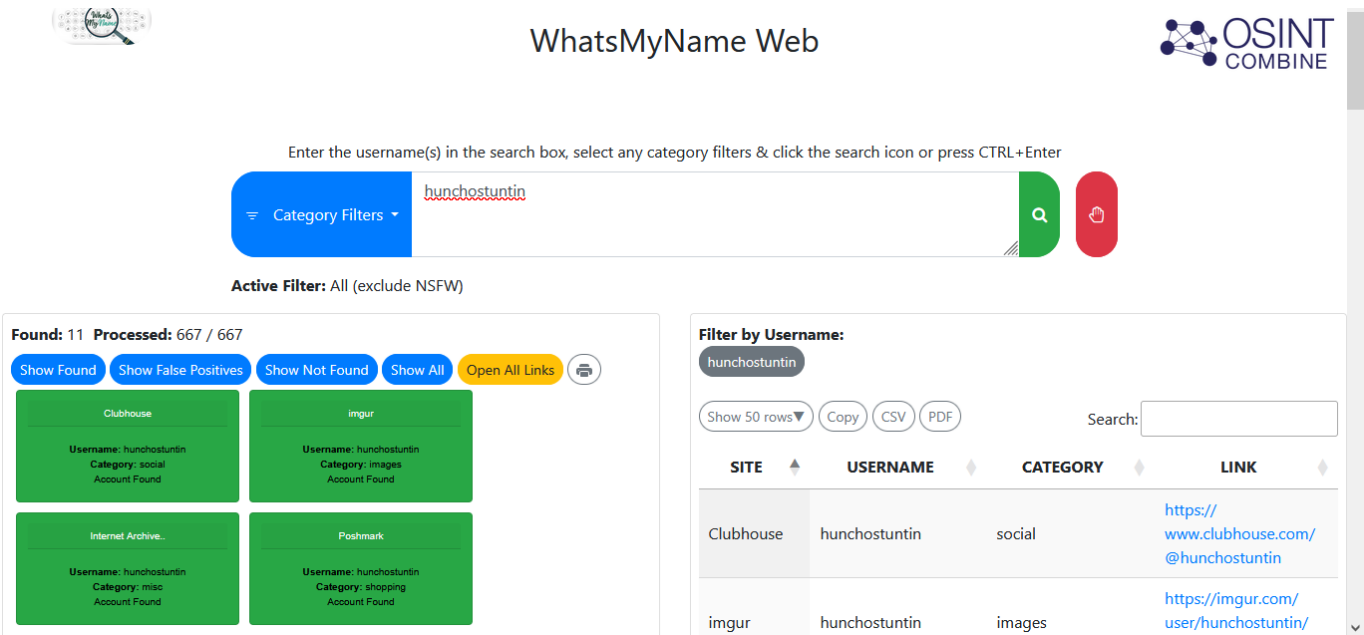 Whats
My Name
WhatsMyName Web
OSINT
COMBINE
Enter the username(s) in the search box, select any category filters & click the search icon or press CTRL+Enter
Category Filters
hunchostuntin
Active Filter: All (exclude NSFW)
Found: 11 Processed: 667 / 667
Show Found Show False Positives Show Not Found Show All Open All Links
Clubhouse
Username: hunchostuntin
Category: social
Account Found
imgur
Username: hunchostuntin
Category: images
Account Found
Internet Archive..
Username: hunchostuntin
Category: misc
Account Found
Poshmark
Username: hunchostuntin
Category: shopping
Account Found
Filter by Username:
hunchostuntin
Show 50 rows▼ Copy CSV PDF Search:
SITE USERNAME CATEGORY LINK
Clubhouse hunchostuntin social https://
www.clubhouse.com/
@hunchostuntin
imgur hunchostuntin images https://imgur.com/
user/hunchostuntin/